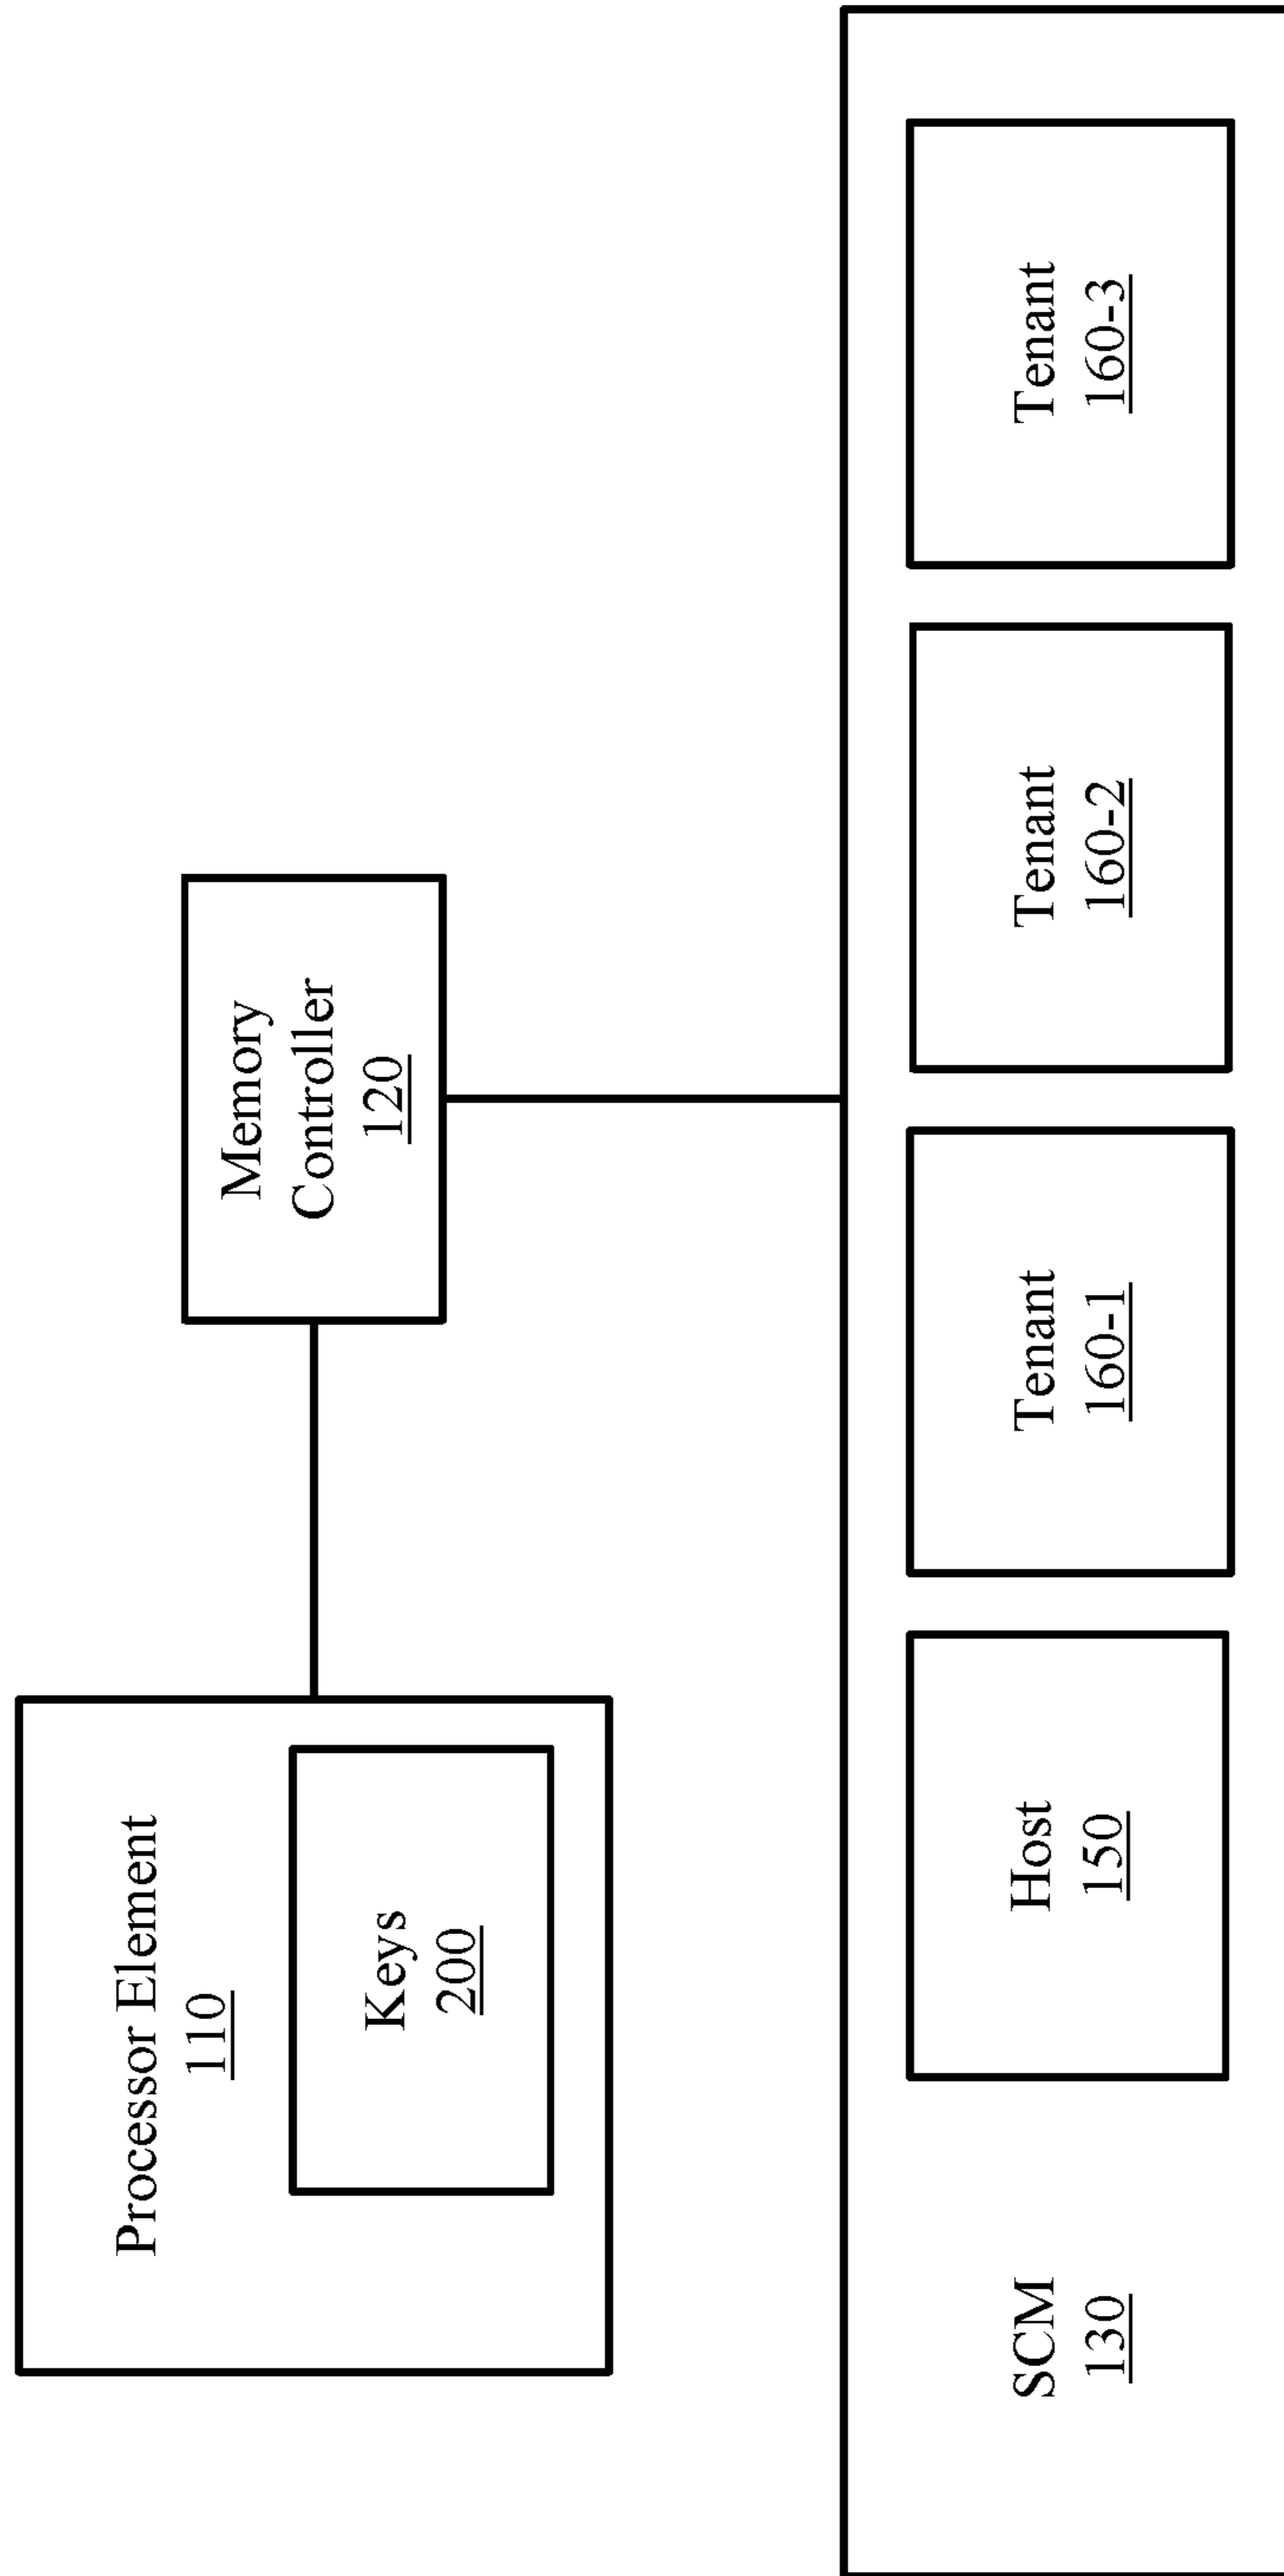 Processor Element
110
Keys
200
Memory
Controller
120
SCM
130
Host
150
Tenant
160-1
Tenant
160-2
Tenant
160-3